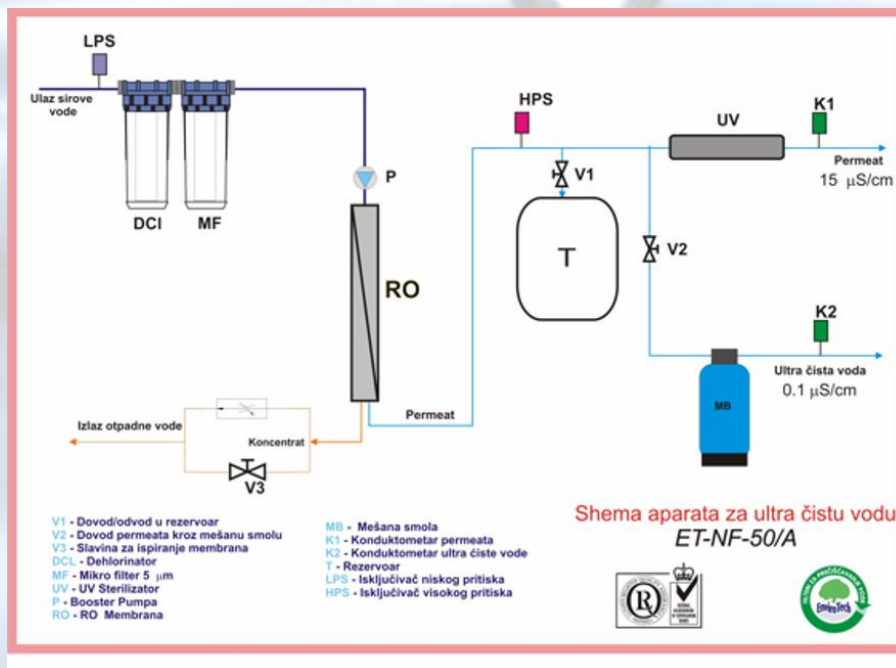 LPS
Ulaz sirove
vode
DCI
MF
P
RO
HPS
V1
T
UV
K1
Permeat
15 μS/cm
V2
K2
Ultra čista voda
0.1 μS/cm
MB
Permeat
Izlaz otpadne vode
Koncentrat
V3
V1 - Dovod/odvod u rezervoar
V2 - Dovod permeata kroz mešanu smolu
V3 - Slavina za ispiranje membrana
DCL - Dehlorinator
MF - Mikro filter 5 μm
UV - UV Sterilizator
P - Booster Pumpa
RO - RO Membrana
MB - Mešana smola
K1 - Konduktometar permeata
K2 - Konduktometar ultra čiste vode
T - Rezervoar
LPS - Isključivač niskog pritiska
HPS - Isključivač visokog pritiska
Shema aparata za ultra čistu vodu
ET-NF-50/A
R
EnviroTech